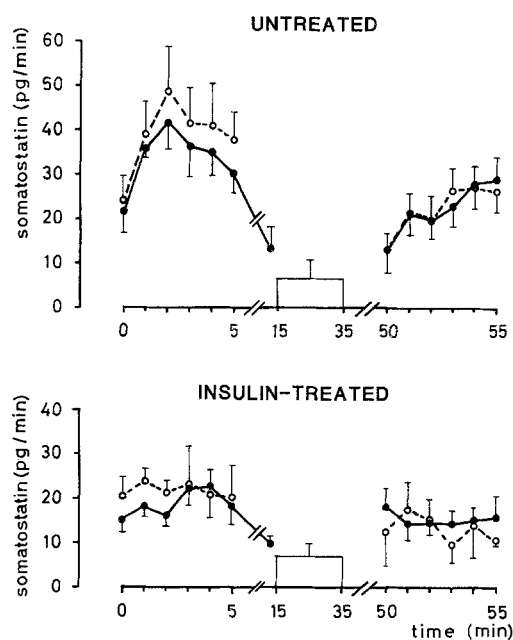 UNTREATED
somatostatin (pg/min)
60
50
40
30
20
10
0
0 5 15 35 50 55
INSULIN-TREATED
somatostatin (pg/min)
40
30
20
10
0
0 5 15 35 50 55
time (min)